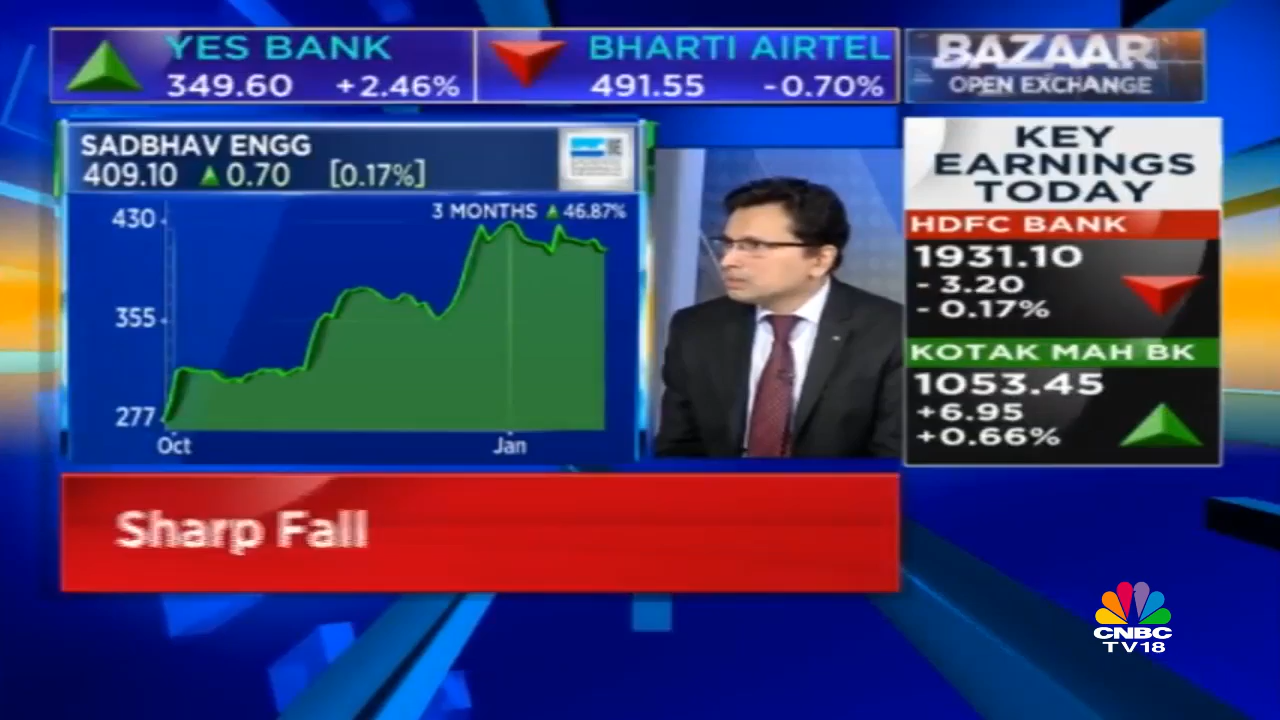 YES BANK
349.60 +2.46%
BHARTI AIRTEL
491.55 -0.70%
BAZAAR
OPEN EXCHANGE
SADBHAV ENGG
409.10 0.70 [0.17%]
3 MONTHS 46.87%
430
355
277
Oct Jan
KEY
EARNINGS
TODAY
HDFC BANK
1931.10
- 3.20
- 0.17%
KOTAK MAH BK
1053.45
+6.95
+0.66%
Sharp Fall
CNBC
TV18